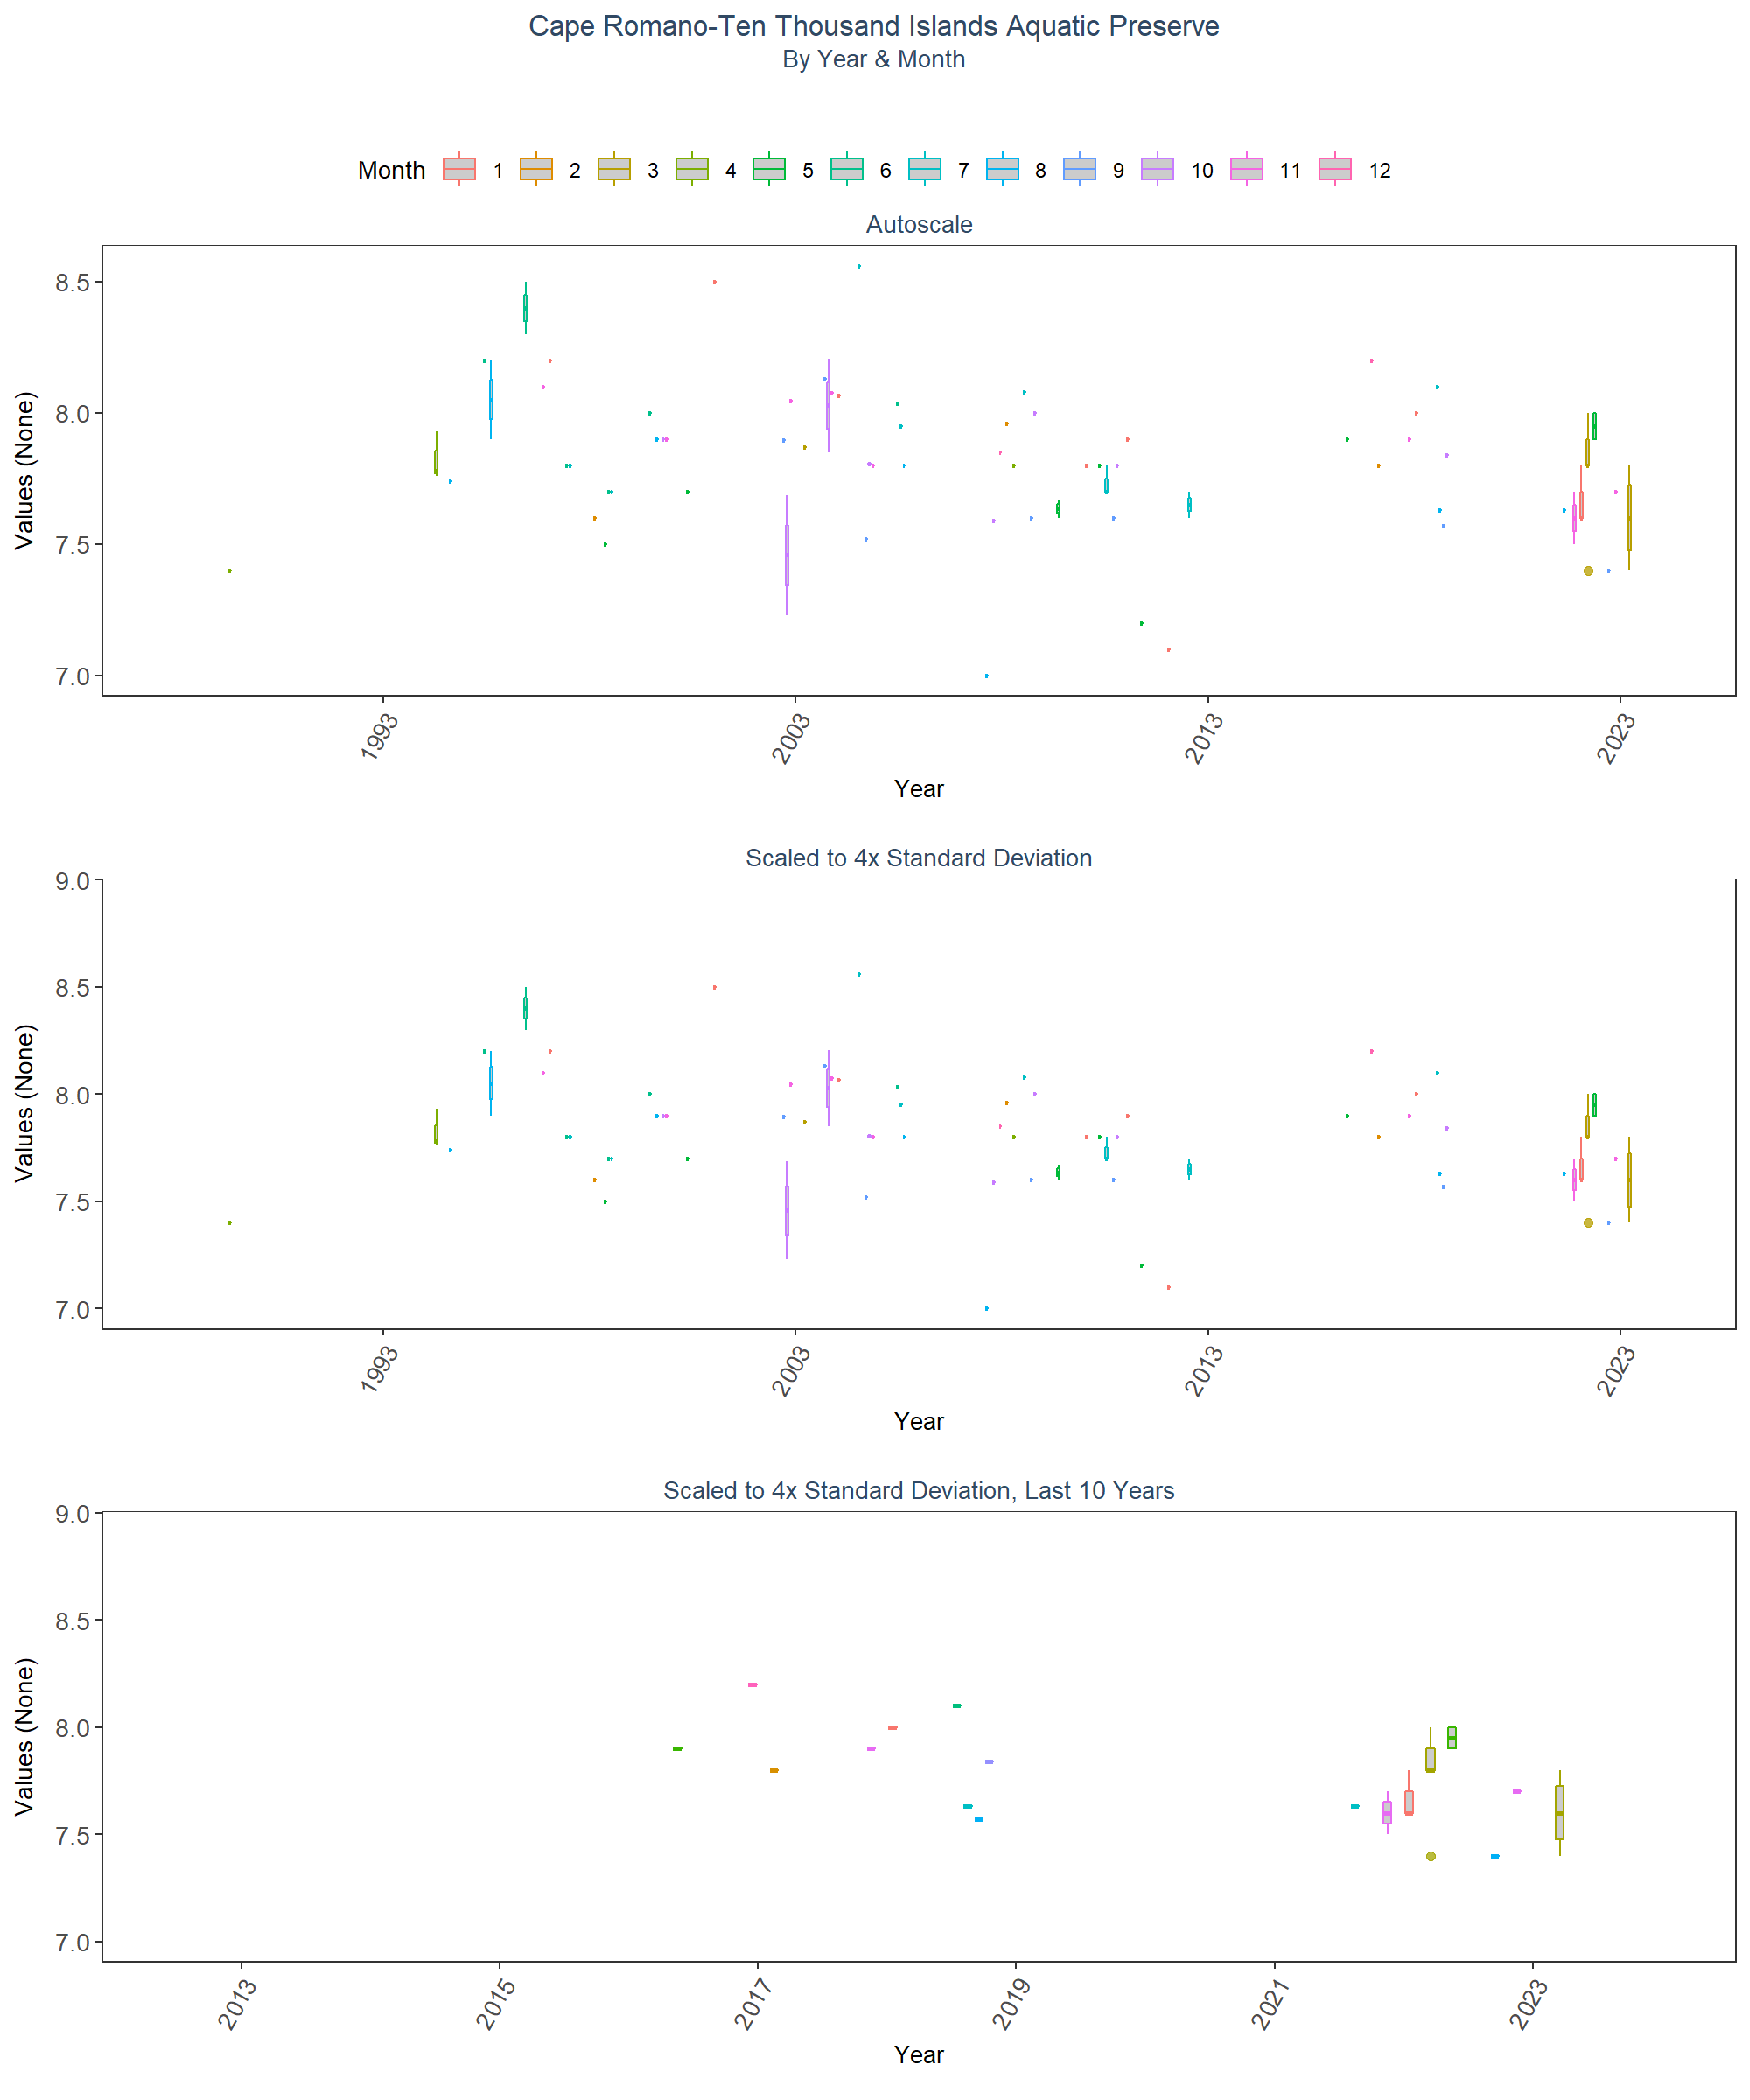 Cape Romano-Ten Thousand Islands Aquatic Preserve
By Year & Month
Month 1 2 3 4 5 6 7 8 9 10 11 12
Autoscale
Values (None)
8.5
8.0
7.5
7.0
1993 2003 2013 2023
Year
Scaled to 4x Standard Deviation
Values (None)
9.0
8.5
8.0
7.5
7.0
1993 2003 2013 2023
Year
Scaled to 4x Standard Deviation, Last 10 Years
Values (None)
9.0
8.5
8.0
7.5
7.0
2013 2015 2017 2019 2021 2023
Year